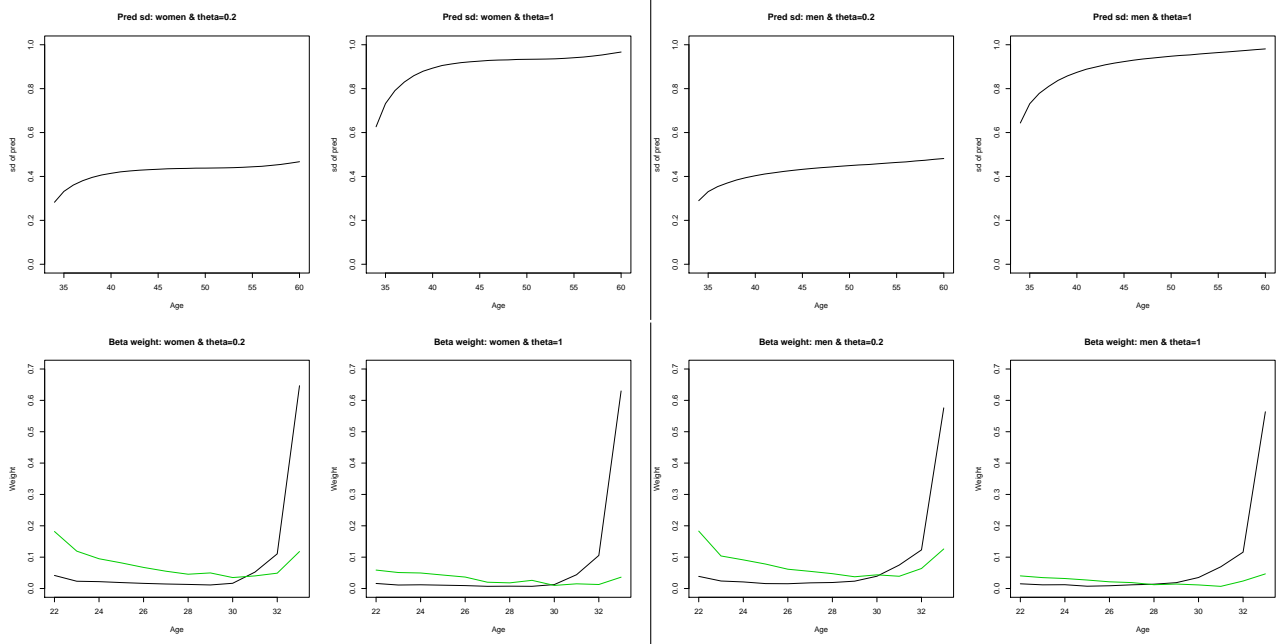 Pred sd: women & theta=0.2
sd of pred
1.0
0.8
0.6
0.4
0.2
0.0
35 40 45 50 55 60
Age
Pred sd: women & theta=1
sd of pred
1.0
0.8
0.6
0.4
0.2
0.0
35 40 45 50 55 60
Age
Pred sd: men & theta=0.2
sd of pred
1.0
0.8
0.6
0.4
0.2
0.0
35 40 45 50 55 60
Age
Pred sd: men & theta=1
sd of pred
1.0
0.8
0.6
0.4
0.2
0.0
35 40 45 50 55 60
Age
Beta weight: women & theta=0.2
Weight
0.7
0.6
0.5
0.4
0.3
0.2
0.1
0.0
22 24 26 28 30 32
Age
Beta weight: women & theta=1
Weight
0.7
0.6
0.5
0.4
0.3
0.2
0.1
0.0
22 24 26 28 30 32
Age
Beta weight: men & theta=0.2
Weight
0.7
0.6
0.5
0.4
0.3
0.2
0.1
0.0
22 24 26 28 30 32
Age
Beta weight: men & theta=1
Weight
0.7
0.6
0.5
0.4
0.3
0.2
0.1
0.0
22 24 26 28 30 32
Age